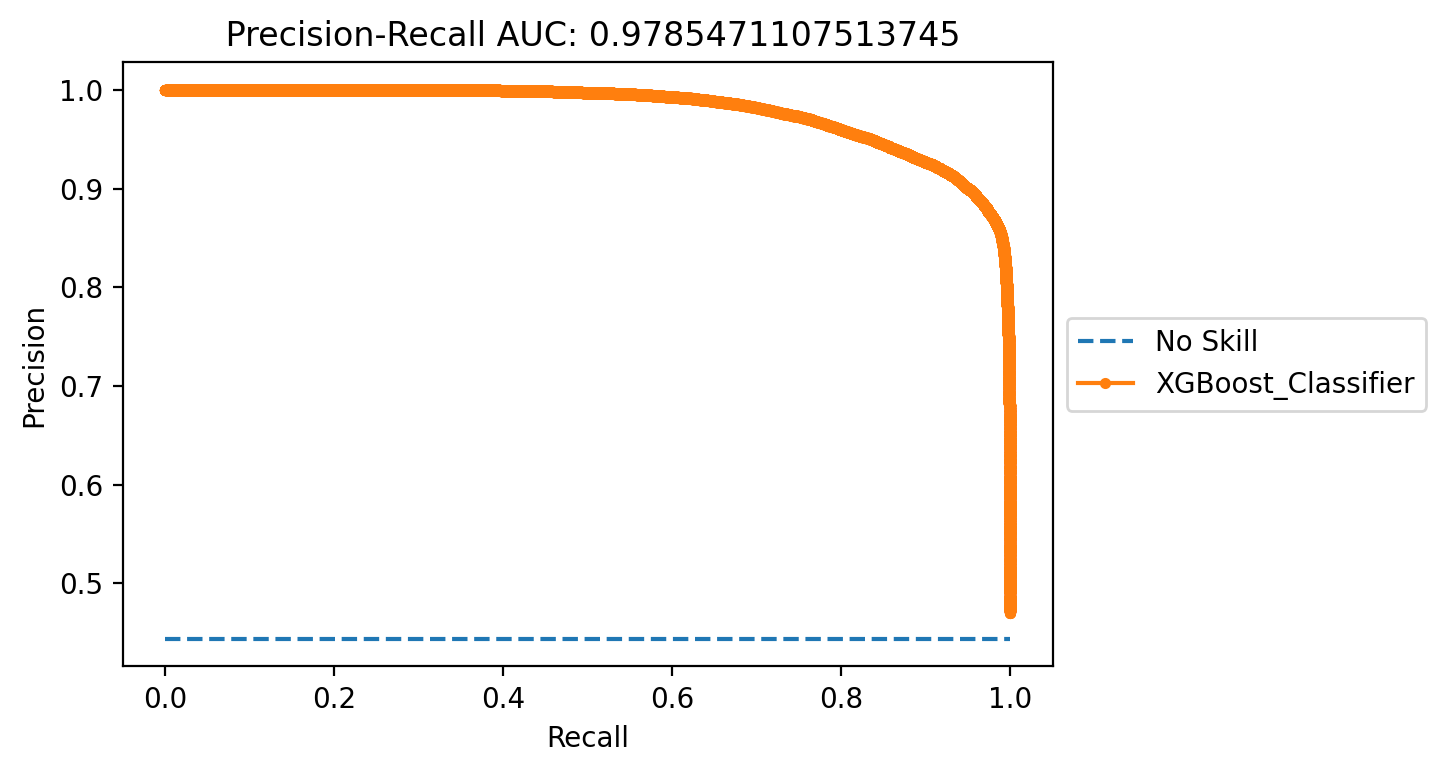 Precision-Recall AUC: 0.9785471107513745
1.0
0.9
0.8
0.7
0.6
0.5
Precision
0.0 0.2 0.4 0.6 0.8 1.0
Recall
No Skill
XGBoost_Classifier